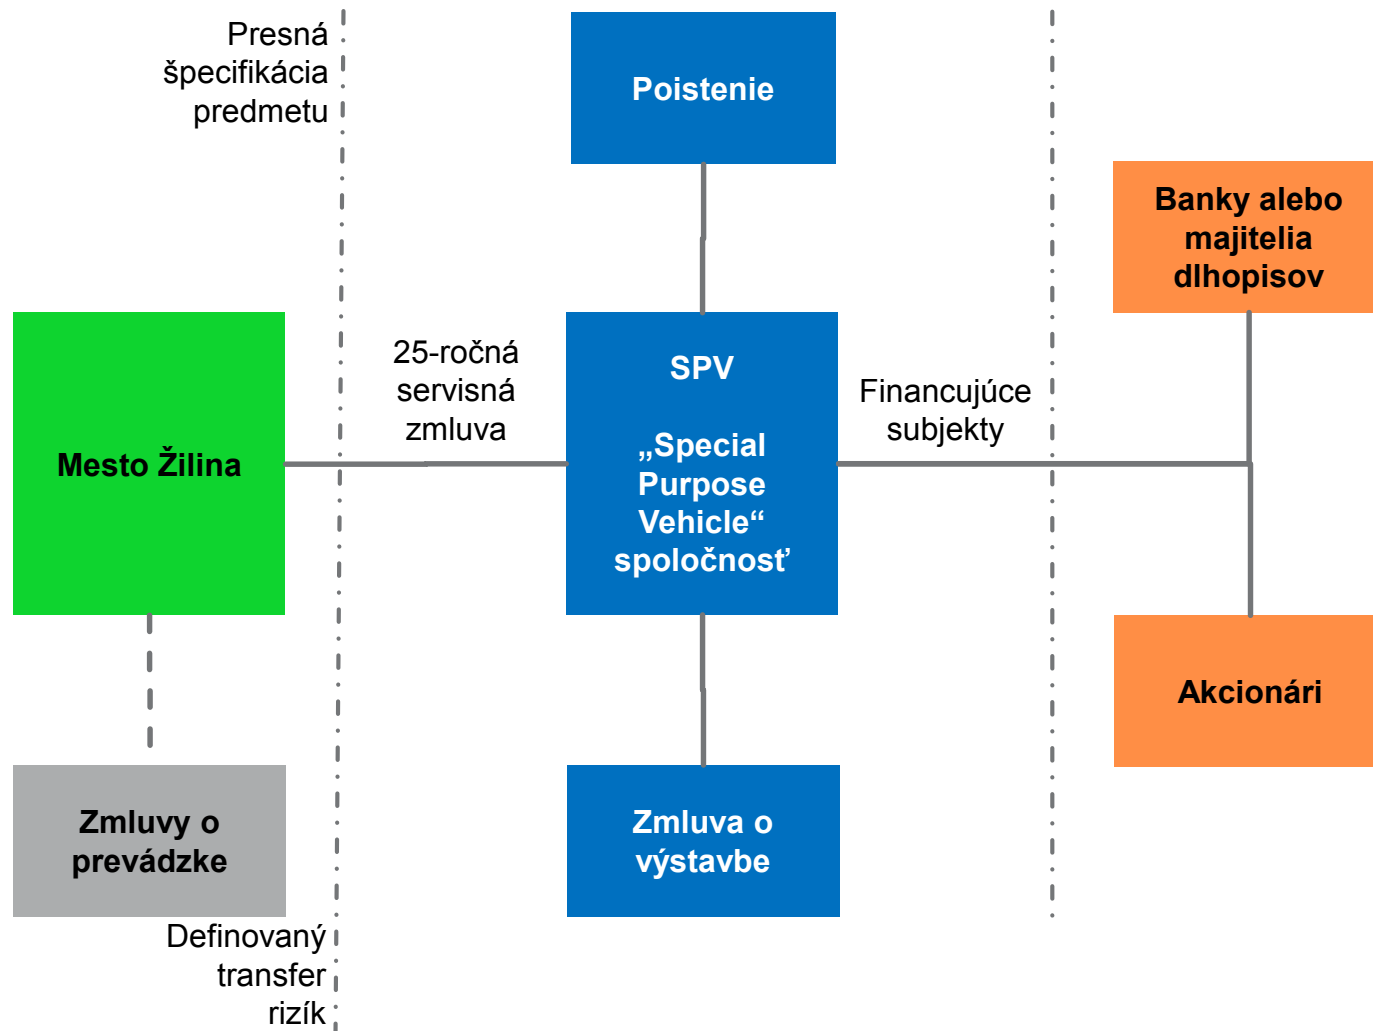 Presná
špecifikácia
predmetu
Poistenie
Banky alebo
majitelia
dlhopisov
Mesto Žilina
25-ročná
servisná
zmluva
SPV
„Special
Purpose
Vehicle“
spoločnosť
Financujúce
subjekty
Akcionári
Zmluvy o
prevádzke
Zmluva o
výstavbe
Definovaný
transfer
rizík